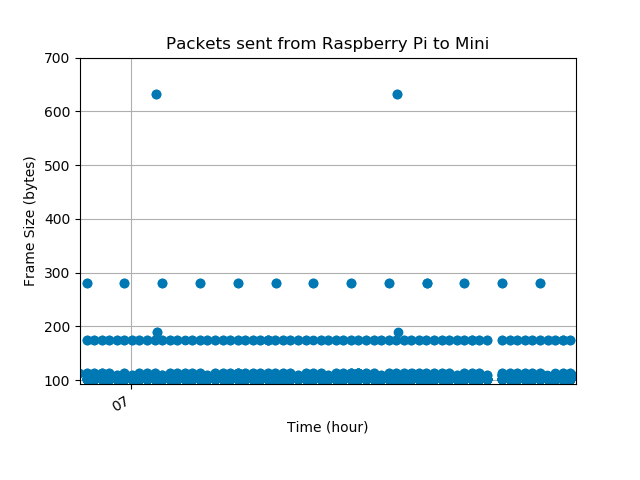 Packets sent from Raspberry Pi to Mini
700
600
500
400
300
200
100
Frame Size (bytes)
07
Time (hour)